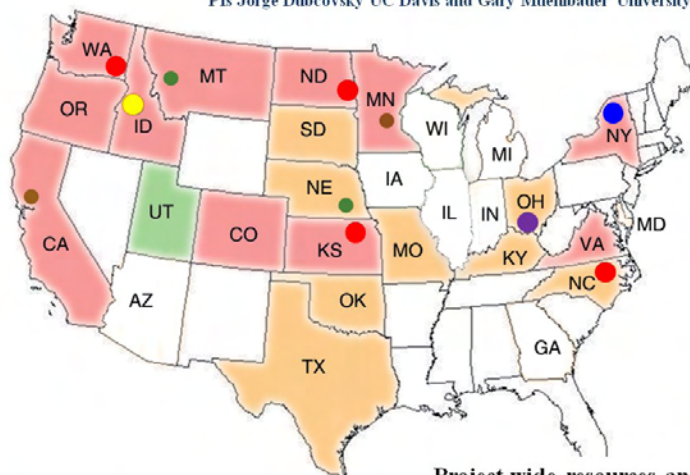 PIs Jorge Dubcovsky UC Davis and Gary Muehlbauer University
WA
MT
ND
MN
OR
ID
SD
WI
MI
NY
NE
IA
UT
IL
IN
OH
MD
CO
KS
MO
KY
VA
CA
NC
AZ
OK
TX
GA
Project wide resources an